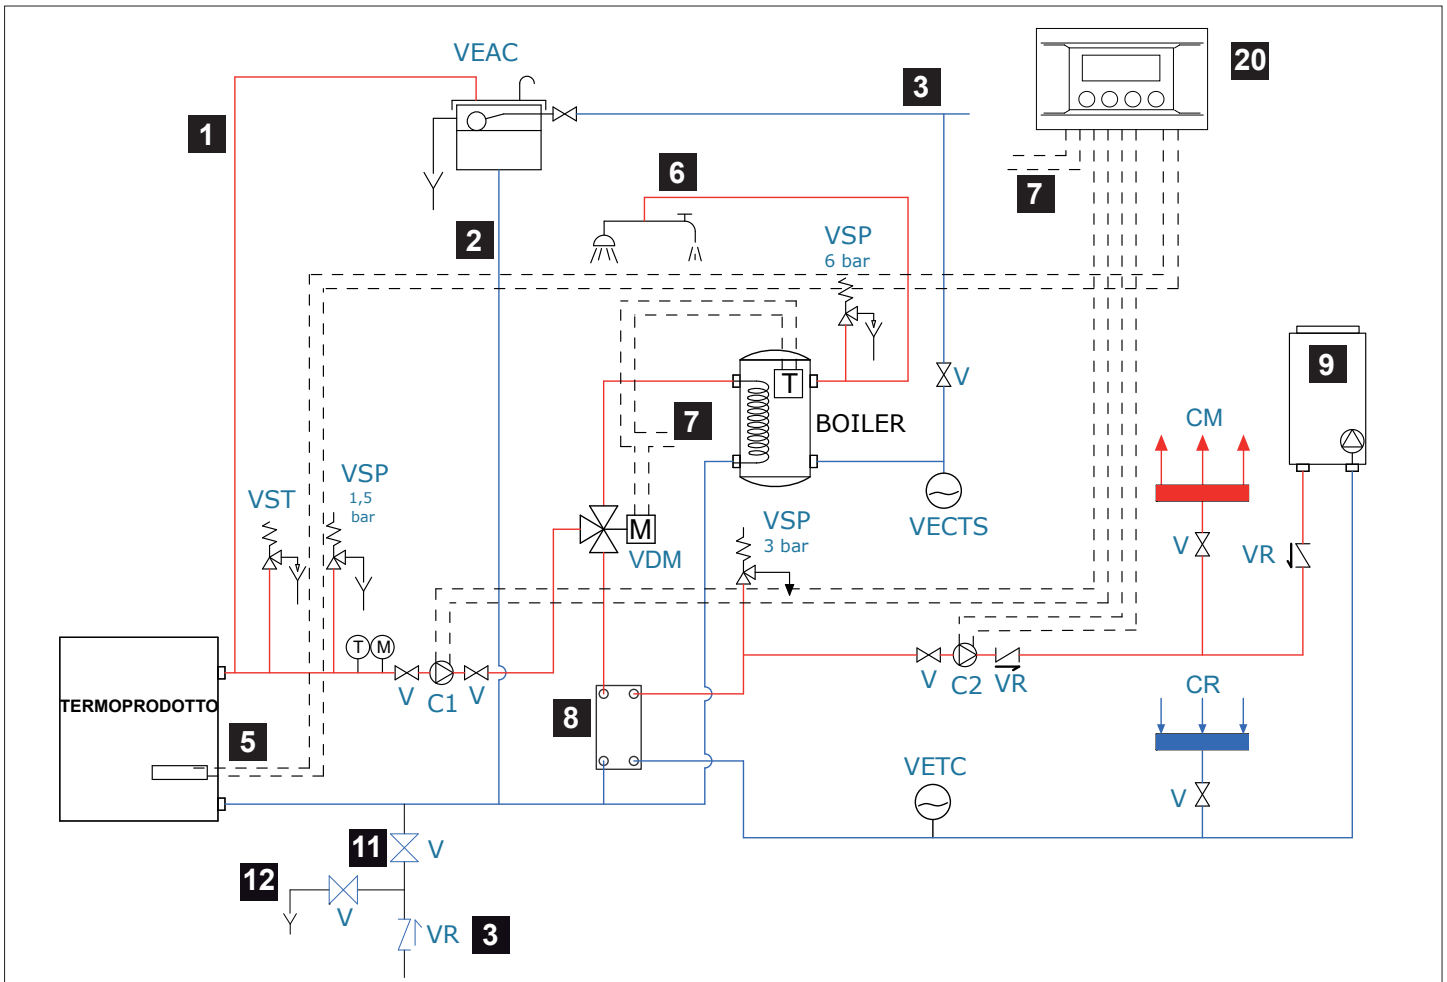 VEAC
20
3
1
6
7
2
VSP
6 bar
9
T
CM
7
BOILER
VSP
1,5
bar
VST
V
VSP
3 bar
VECTS
M
VDM
V
VR
TERMOPRODOTTO
T
M
V
C1
V
V
C2
VR
CR
8
5
VETC
V
11
V
12
V
VR
3